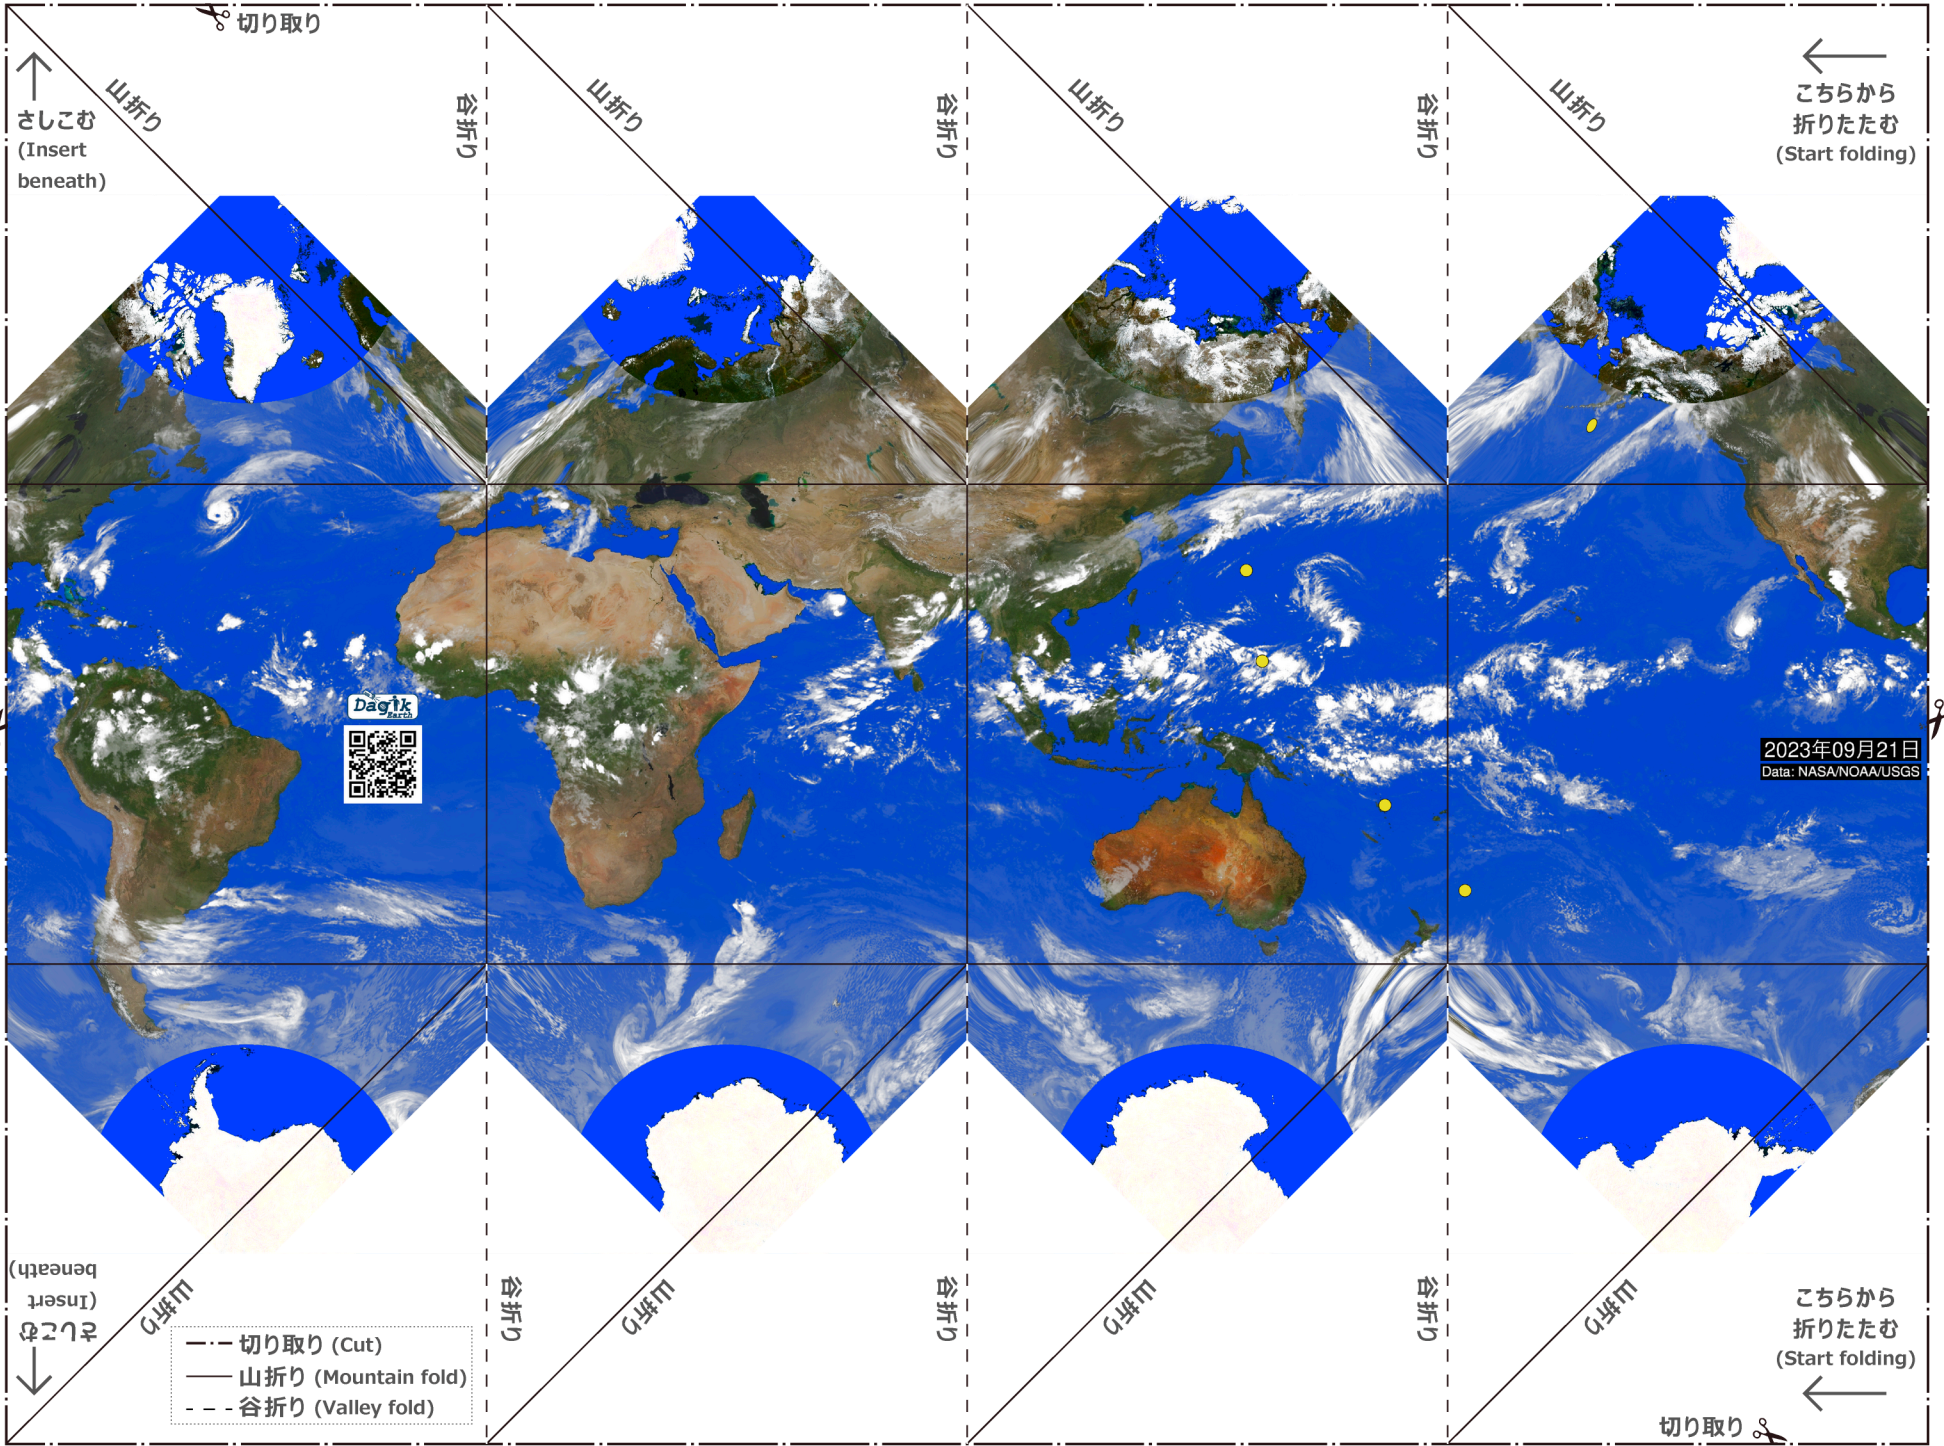 切り取り
山折り
谷折り
山折り
谷折り
山折り
谷折り
山折り
さしこむ
(Insert
beneath)
こちらから
折りたたむ
(Start folding)
Dagik
Earth
2023年09月21日
Data: NASA/NOAA/USGS
さしこむ
(Insert
beneath)
山折り
谷折り
山折り
谷折り
山折り
谷折り
山折り
こちらから
折りたたむ
(Start folding)
切り取り (Cut)
山折り (Mountain fold)
谷折り (Valley fold)
切り取り